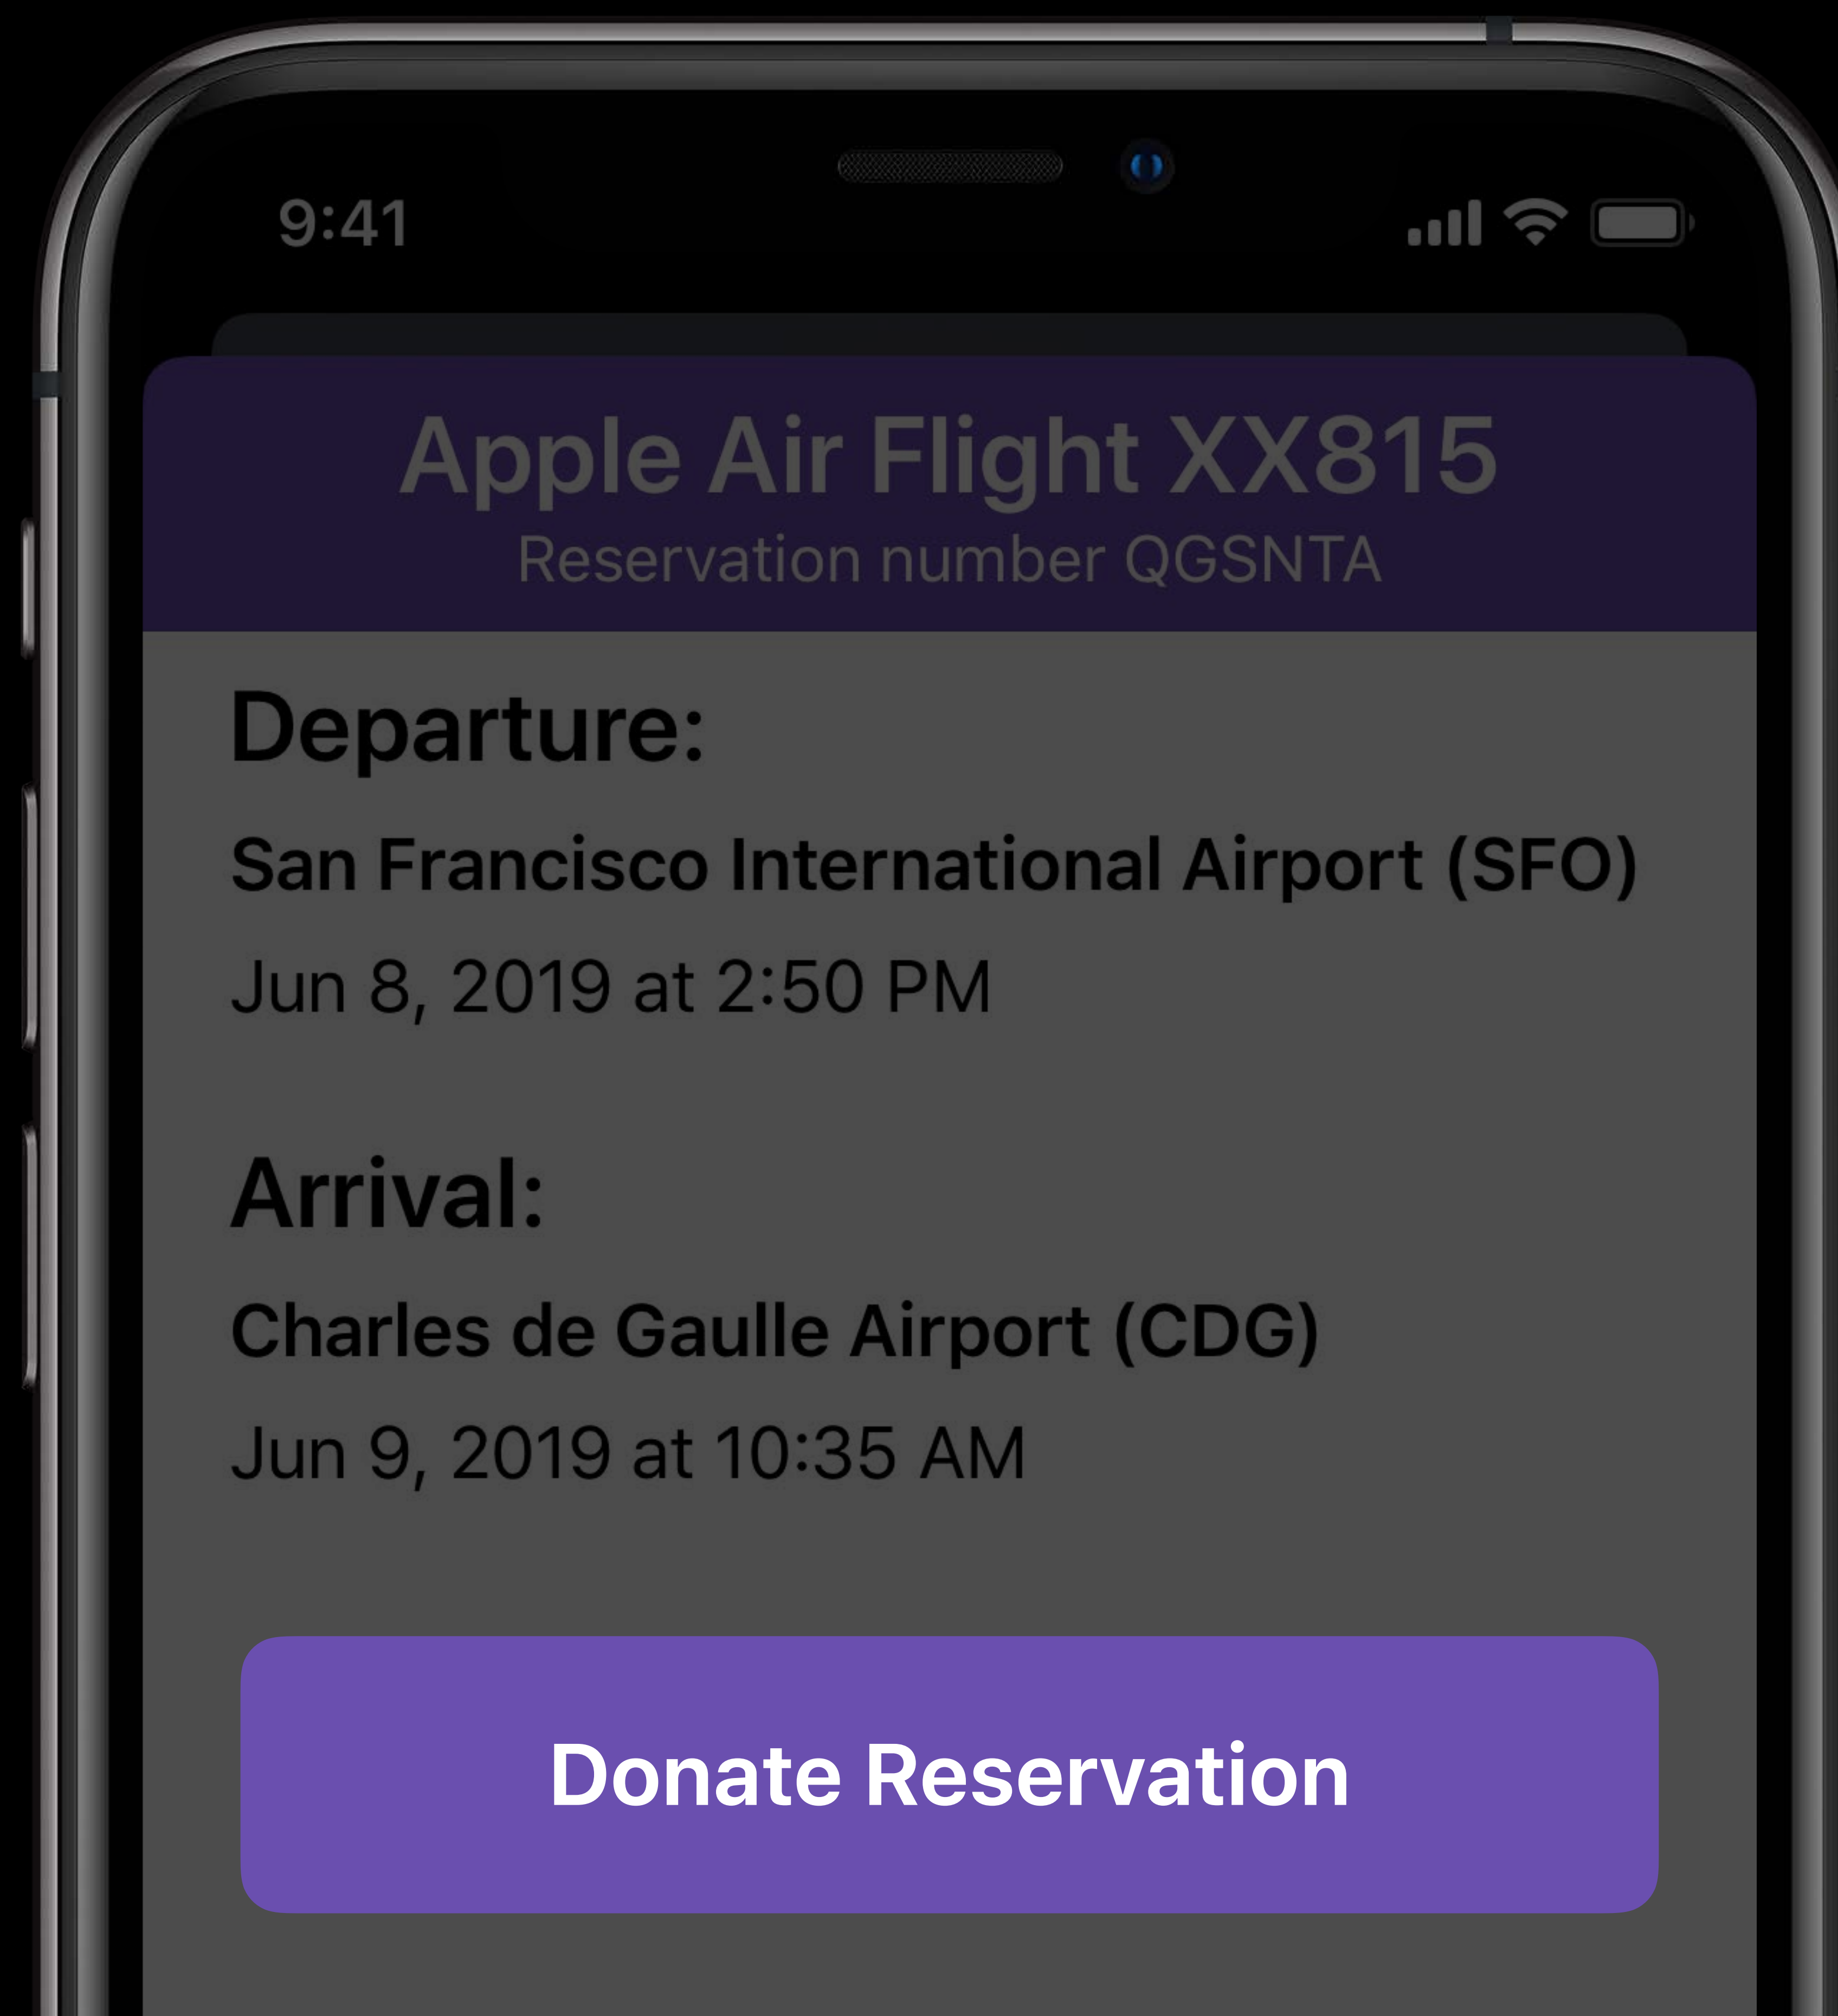 9:41
Apple Air Flight XX815
Reservation number QGSNTA
Departure:
San Francisco International Airport (SFO)
Jun 8, 2019 at 2:50 PM
Arrival:
Charles de Gaulle Airport (CDG)
Jun 9, 2019 at 10:35 AM
Donate Reservation